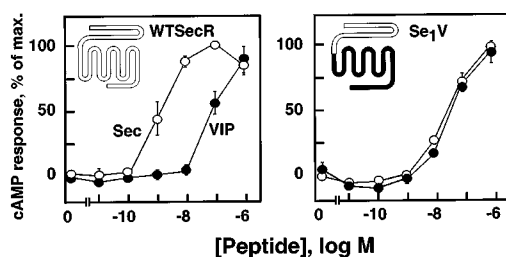 cAMP response, % of max.
100
50
0
WTSecR
Sec
VIP
0 -10 -8 -6
100
50
0
Se₁V
0 -10 -8 -6
[Peptide], log M